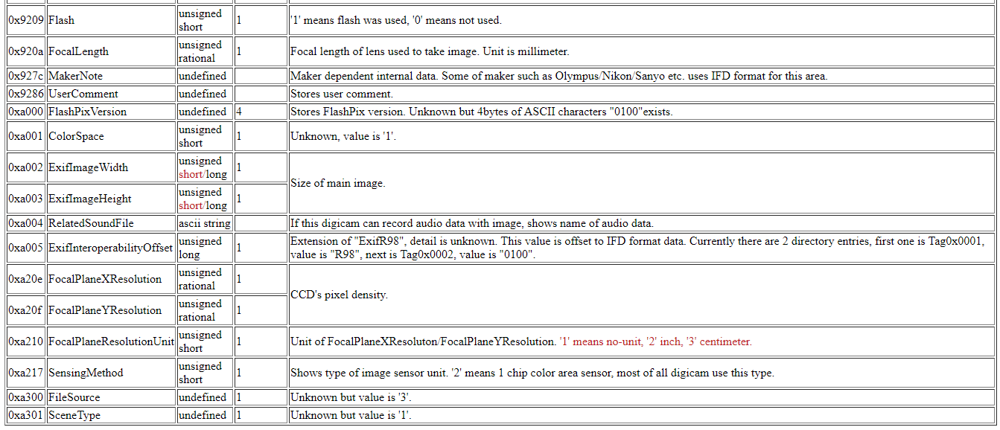 0x9209 Flash unsigned short 1 '1' means flash was used, '0' means not used.
0x920a FocalLength unsigned rational 1 Focal length of lens used to take image. Unit is millimeter.
0x927c MakerNote undefined Maker dependent internal data. Some of maker such as Olympus/Nikon/Sanyo etc. uses IFD format for this area.
0x9286 UserComment undefined Stores user comment.
0xa000 FlashPixVersion undefined 4 Stores FlashPix version. Unknown but 4bytes of ASCII characters "0100"exists.
0xa001 ColorSpace unsigned short 1 Unknown, value is '1'.
0xa002 ExifImageWidth unsigned short/long 1 Size of main image.
0xa003 ExifImageHeight unsigned short/long 1
0xa004 RelatedSoundFile ascii string If this digicam can record audio data with image, shows name of audio data.
0xa005 ExifInteroperabilityOffset unsigned long 1 Extension of "ExifR98", detail is unknown. This value is offset to IFD format data. Currently there are 2 directory entries, first one is Tag0x0001,
value is "R98", next is Tag0x0002, value is "0100".
0xa20e FocalPlaneXResolution unsigned rational 1 CCD's pixel density.
0xa20f FocalPlaneYResolution unsigned rational 1
0xa210 FocalPlaneResolutionUnit unsigned short 1 Unit of FocalPlaneXResoluton/FocalPlaneYResolution. '1' means no-unit, '2' inch, '3' centimeter.
0xa217 SensingMethod unsigned short 1 Shows type of image sensor unit. '2' means 1 chip color area sensor, most of all digicam use this type.
0xa300 FileSource undefined 1 Unknown but value is '3'.
0xa301 SceneType undefined 1 Unknown but value is '1'.